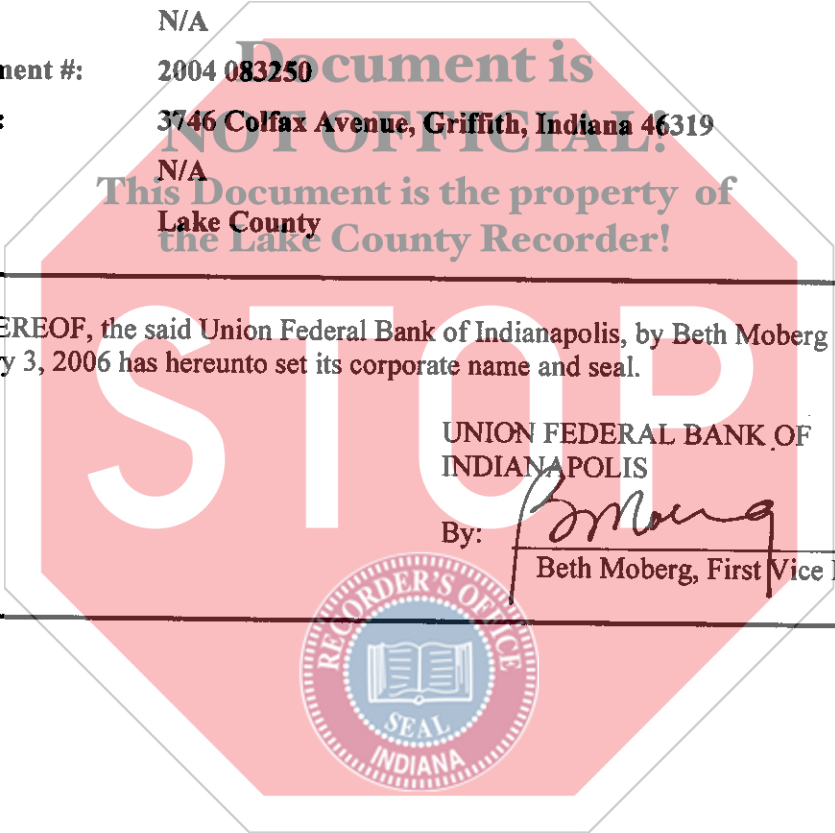 N/A
Document is
nent #: 2004 083250
: 3746 Colfax Avenue, Griffith, Indiana 46319
NOT OFFICIAL!
N/A
This Document is the property of
Lake County
the Lake County Recorder!
STOP
EREOF, the said Union Federal Bank of Indianapolis, by Beth Moberg
y 3, 2006 has hereunto set its corporate name and seal.
UNION FEDERAL BANK OF
INDIANAPOLIS
By: B Moberg
Beth Moberg, First Vice
RECORDER'S OFFICE
SEAL
INDIANA